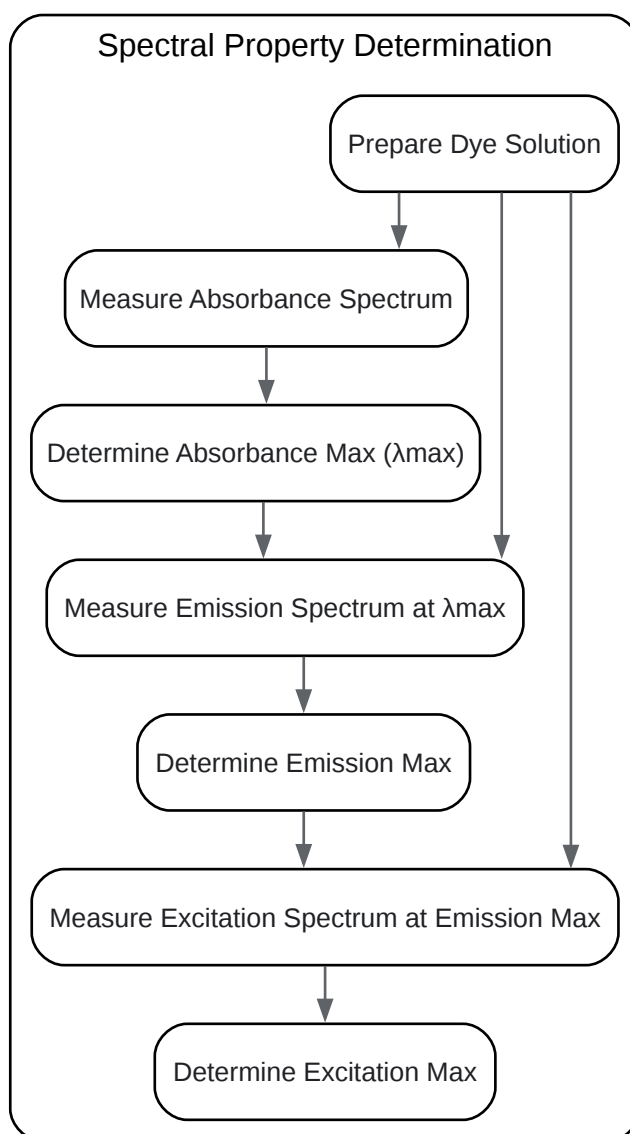 Spectral Property Determination
Prepare Dye Solution
Measure Absorbance Spectrum
Determine Absorbance Max (λmax)
Measure Emission Spectrum at λmax
Determine Emission Max
Measure Excitation Spectrum at Emission Max
Determine Excitation Max